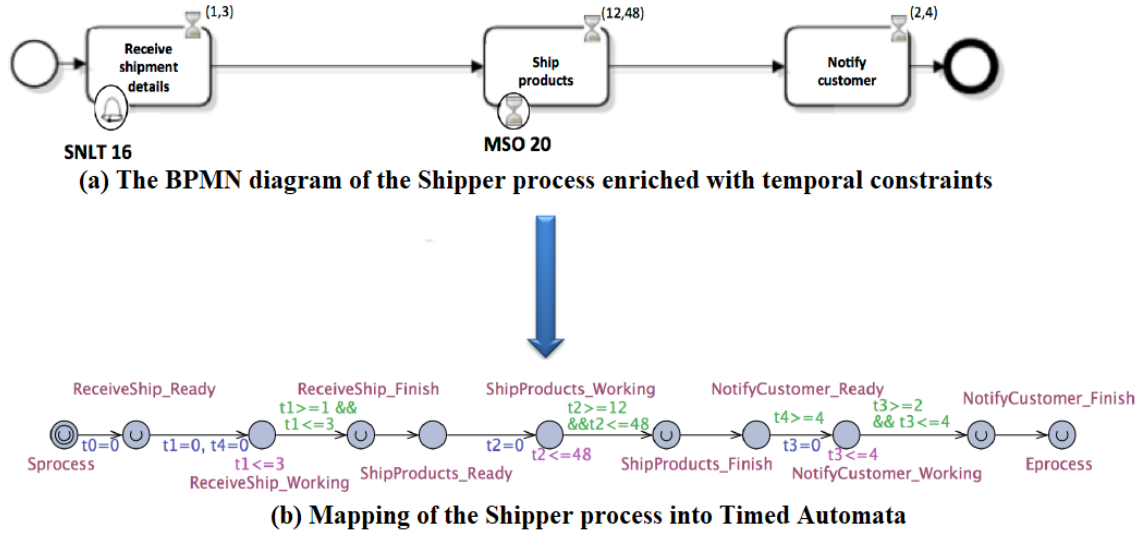 (1,3)
(12,48)
(2,4)
Receive
shipment
details
Ship
products
Notify
customer
SNLT 16
MSO 20
(a) The BPMN diagram of the Shipper process enriched with temporal constraints
ReceiveShip_Ready
ReceiveShip_Finish
ShipProducts_Working
NotifyCustomer_Ready
NotifyCustomer_Finish
t1>=1 &&
t1<=3
t2>=12
&&t2<=48
t4>=4
t3>=2
&& t3<=4
t0=0
t1=0, t4=0
t2=0
t3=0
Sprocess
t1<=3
ReceiveShip_Working
ShipProducts_Ready
t2<=48
ShipProducts_Finish
t3<=4
NotifyCustomer_Working
Eprocess
(b) Mapping of the Shipper process into Timed Automata